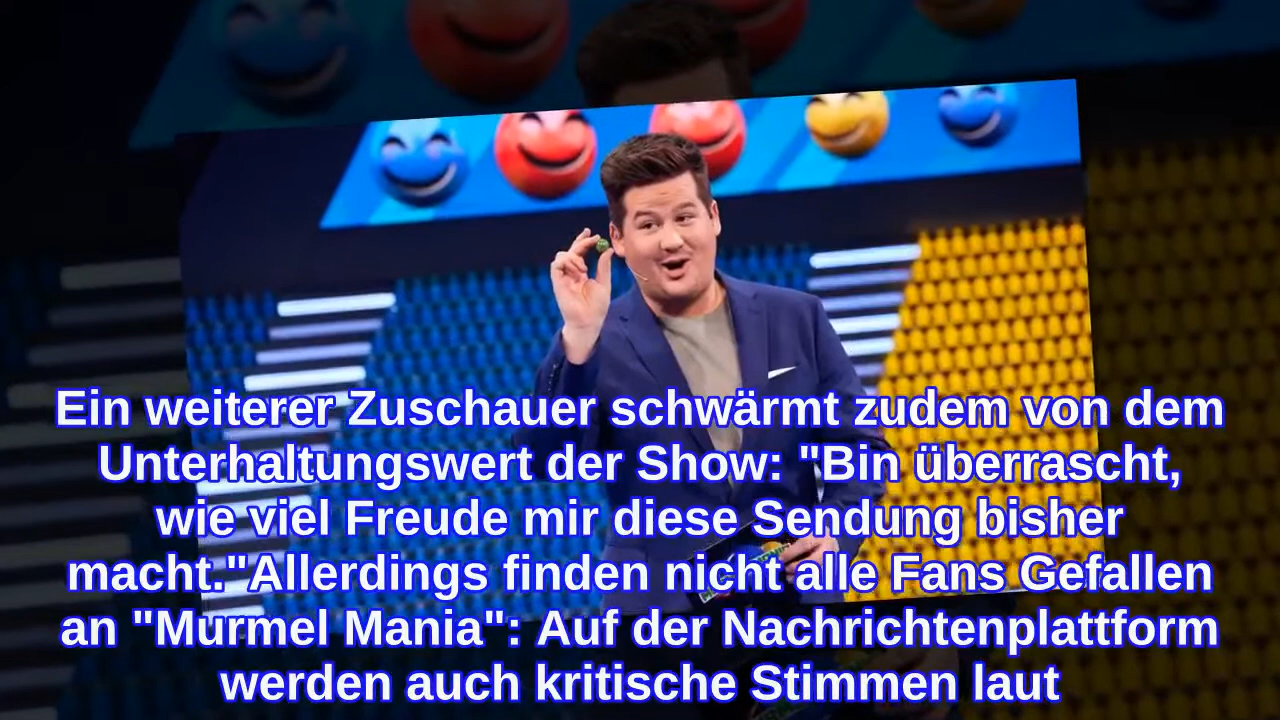 Ein weiterer Zuschauer schwärmt zudem von dem
Unterhaltungswert der Show: "Bin überrascht,
wie viel Freude mir diese Sendung bisher
macht."Allerdings finden nicht alle Fans Gefallen
an "Murmel Mania": Auf der Nachrichtenplattform
werden auch kritische Stimmen laut